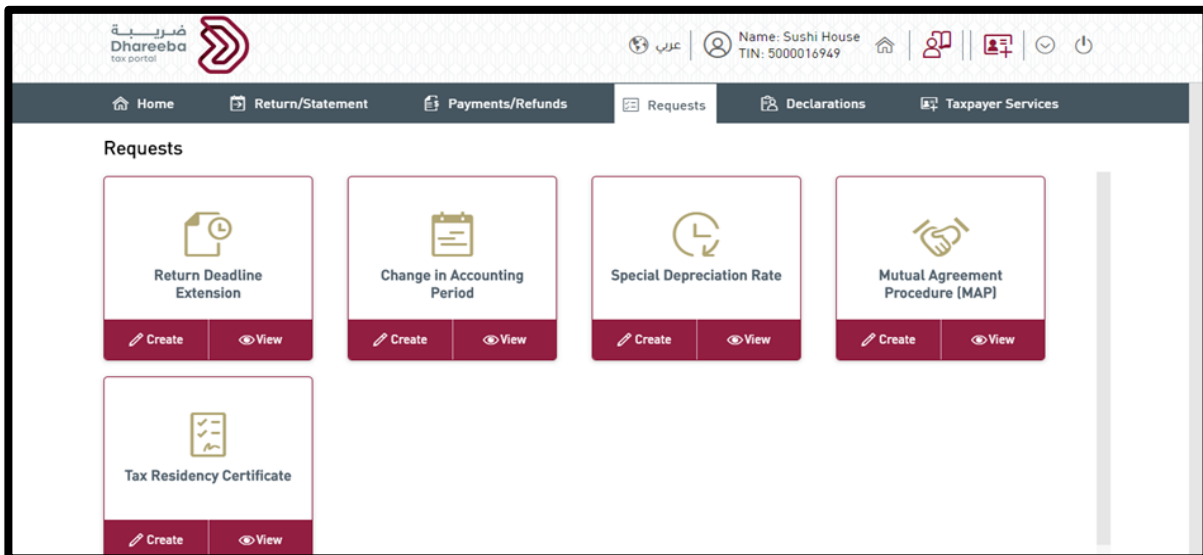 ضريبة
Dhareeba
tax portal
عربي
Name: Sushi House
TIN: 5000016949
Home
Return/Statement
Payments/Refunds
Requests
Declarations
Taxpayer Services
Requests
Return Deadline
Extension
Create
View
Change in Accounting
Period
Create
View
Special Depreciation Rate
Create
View
Mutual Agreement
Procedure (MAP)
Create
View
Tax Residency Certificate
Create
View